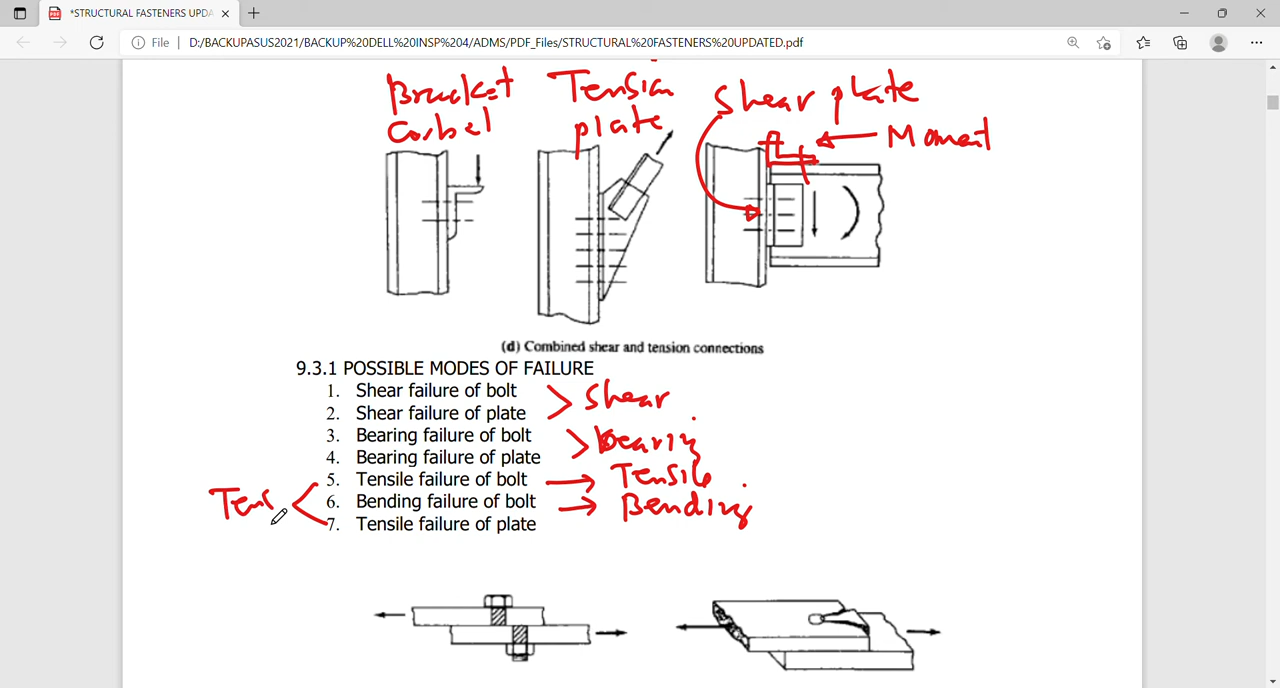 *STRUCTURAL FASTENERS UPDA
File
D:/BACKUPASUS2021/BACKUP%20DELL%20INSP%204/ADMS/PDF_Files/STRUCTURAL%20FASTENERS%20UPDATED.pdf
Bracket
Corbel
Tension
plate
Shear plate
Moment
(d) Combined shear and tension connections
9.3.1 POSSIBLE MODES OF FAILURE
1. Shear failure of bolt
2. Shear failure of plate
Shear
3. Bearing failure of bolt
4. Bearing failure of plate
bearing
5. Tensile failure of bolt
Tensile
6. Bending failure of bolt
Bending
7. Tensile failure of plate
Tens